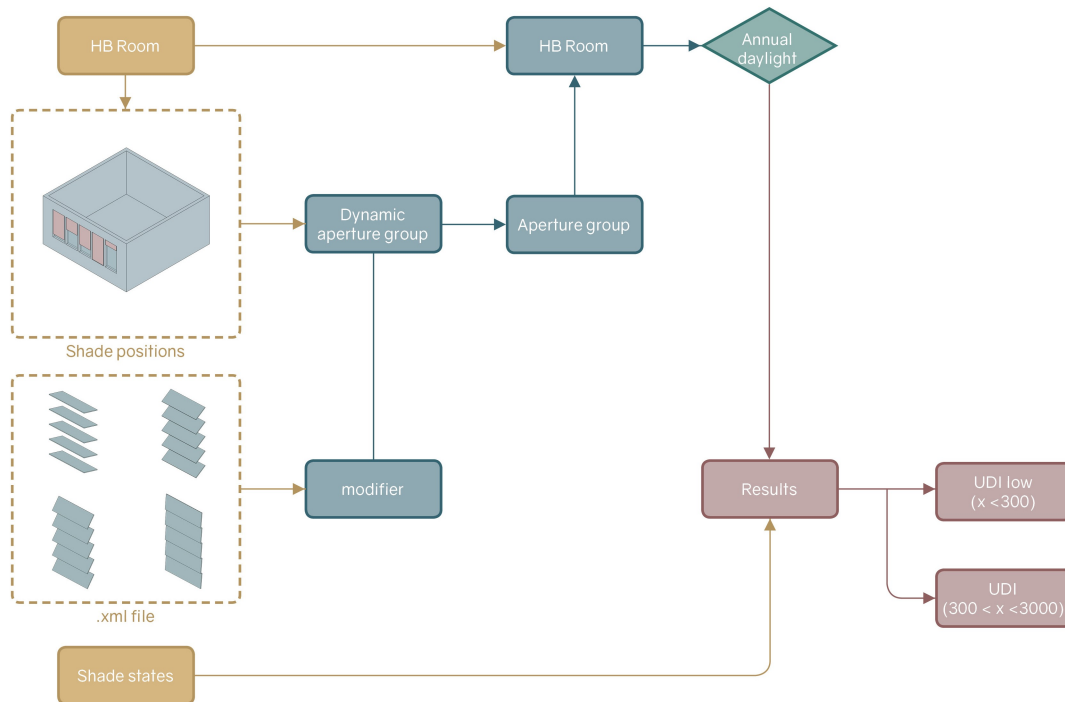 HB Room
HB Room
Annual
daylight
Dynamic
aperture group
Aperture group
Shade positions
modifier
Results
UDI low
(x <300)
UDI
(300 < x <3000)
.xml file
Shade states